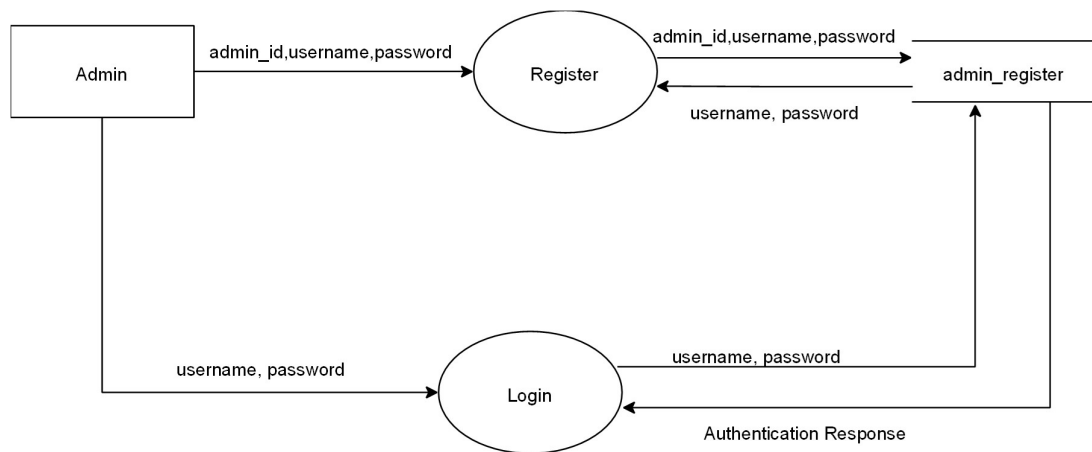 admin_id,username,password
admin_id,username,password
Admin
Register
admin_register
username, password
username, password
username, password
Login
Authentication Response